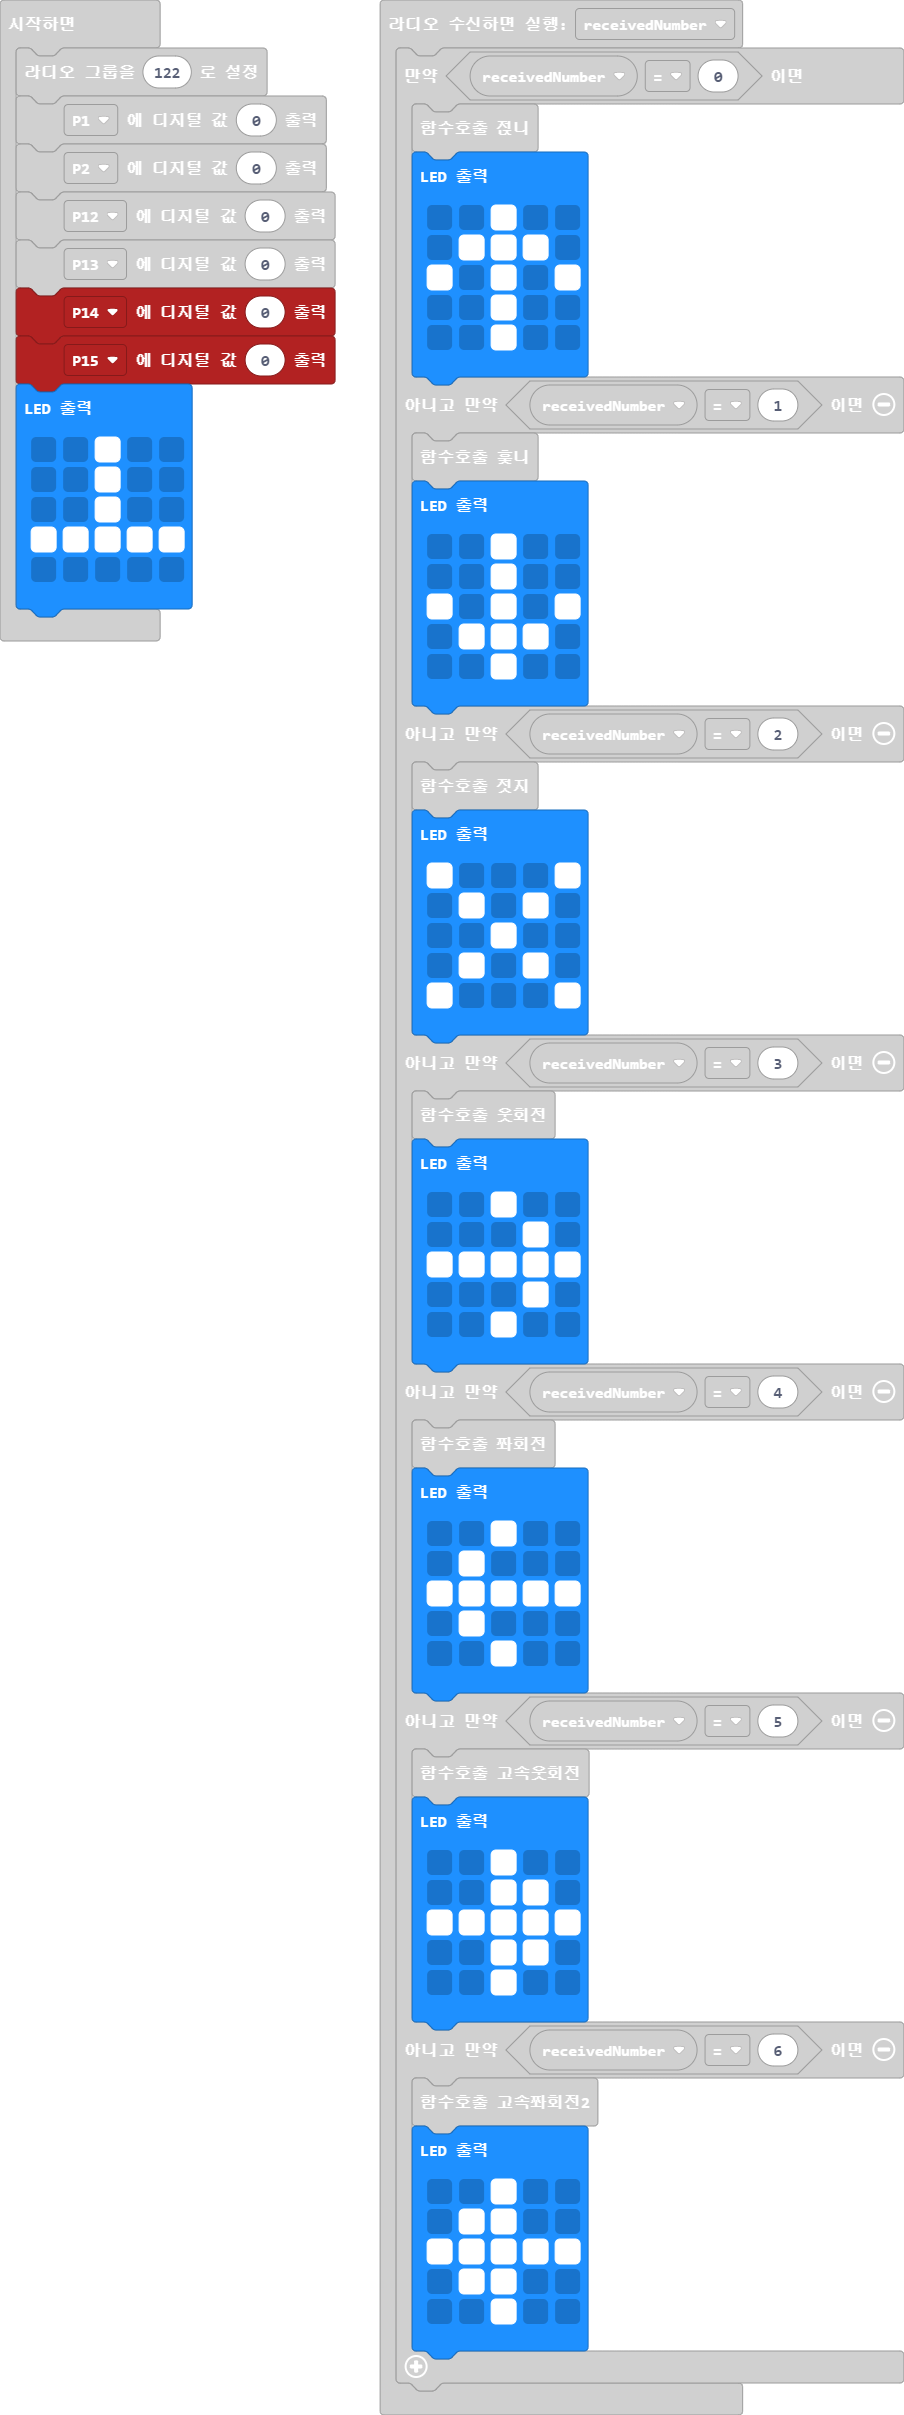 시작하면
라디오 그룹을 122 로 설정
P1 에 디지털 값 0 출력
P2 에 디지털 값 0 출력
P12 에 디지털 값 0 출력
P13 에 디지털 값 0 출력
P14 에 디지털 값 0 출력
P15 에 디지털 값 0 출력
LED 출력
라디오 수신하면 실행: receivedNumber
만약 receivedNumber = 0 이면
함수호출 줝니
LED 출력
아니고 만약 receivedNumber = 1 이면
함수호출 훛니
LED 출력
아니고 만약 receivedNumber = 2 이면
함수호출 젓지
LED 출력
아니고 만약 receivedNumber = 3 이면
함수호출 웃회전
LED 출력
아니고 만약 receivedNumber = 4 이면
함수호출 쫘회전
LED 출력
아니고 만약 receivedNumber = 5 이면
함수호출 고속웃회전
LED 출력
아니고 만약 receivedNumber = 6 이면
함수호출 고속쫘회전2
LED 출력